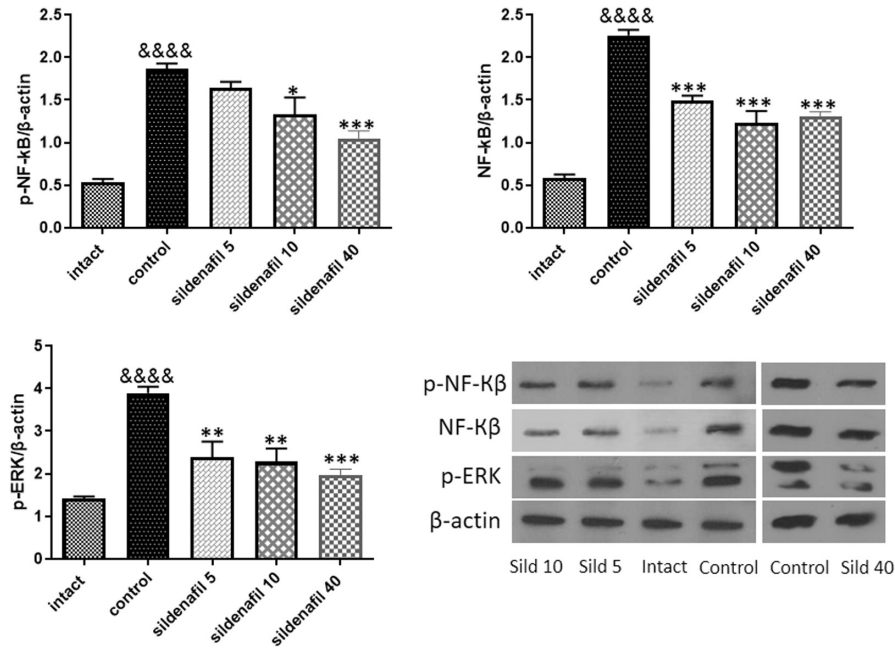 p-NF-kB/β-actin
2.5
2.0
1.5
1.0
0.5
0.0
&&&&
*
***
intact
control
sildenafil 5
sildenafil 10
sildenafil 40
NF-kB/β-actin
2.5
2.0
1.5
1.0
0.5
0.0
&&&&
***
***
***
intact
control
sildenafil 5
sildenafil 10
sildenafil 40
p-ERK/β-actin
5
4
3
2
1
0
&&&&
**
**
***
intact
control
sildenafil 5
sildenafil 10
sildenafil 40
p-NF-Kβ
NF-Kβ
p-ERK
β-actin
Sild 10 Sild 5 Intact Control Control Sild 40